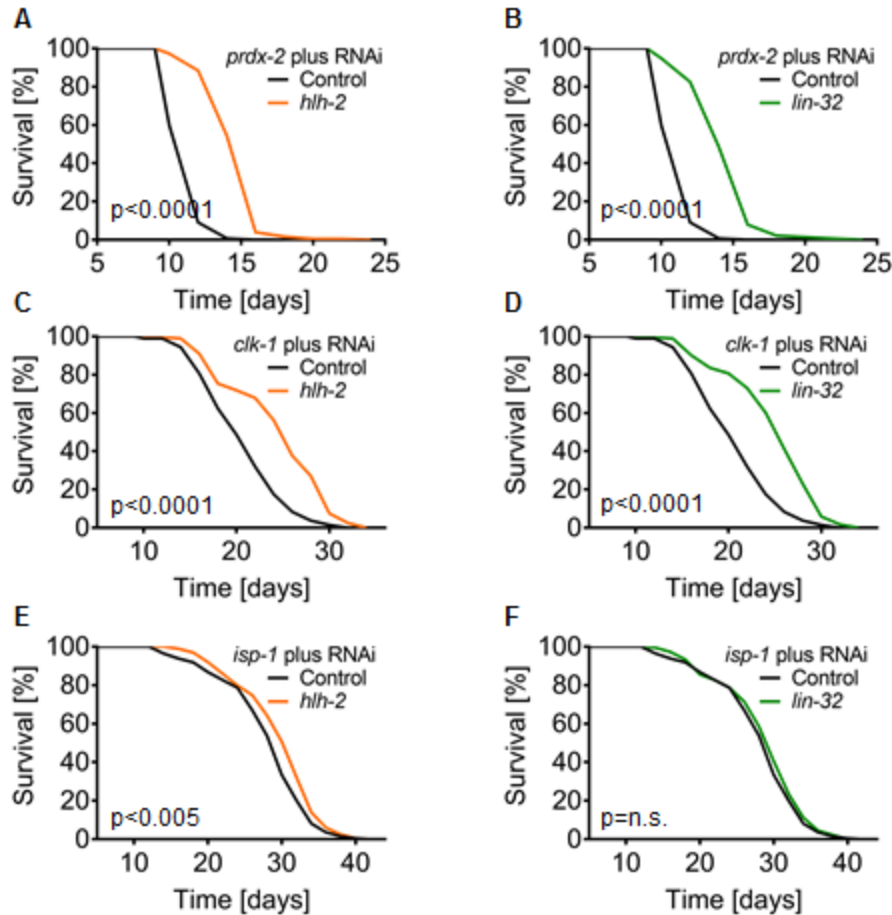 A
prdx-2 plus RNAi
Control
hlh-2
p<0.0001
Survival [%]
100
80
60
40
20
0
5 10 15 20 25
Time [days]
B
prdx-2 plus RNAi
Control
lin-32
p<0.0001
Survival [%]
100
80
60
40
20
0
5 10 15 20 25
Time [days]
C
clk-1 plus RNAi
Control
hlh-2
p<0.0001
Survival [%]
100
80
60
40
20
0
10 20 30
Time [days]
D
clk-1 plus RNAi
Control
lin-32
p<0.0001
Survival [%]
100
80
60
40
20
0
10 20 30
Time [days]
E
isp-1 plus RNAi
Control
hlh-2
p<0.005
Survival [%]
100
80
60
40
20
0
10 20 30 40
Time [days]
F
isp-1 plus RNAi
Control
lin-32
p=n.s.
Survival [%]
100
80
60
40
20
0
10 20 30 40
Time [days]